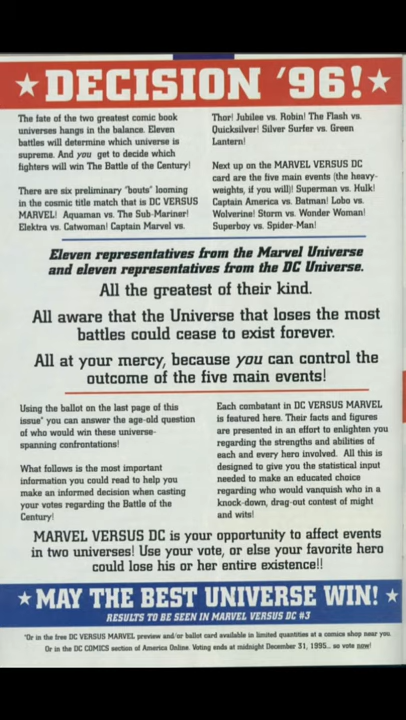 DECISION '96!
The fate of the two greatest comic book
universes hangs in the balance. Eleven
battles will determine which universe is
supreme. And you get to decide which
fighters will win The Battle of the Century!
There are six preliminary "bouts" looming
in the cosmic title match that is DC VERSUS
MARVEL! Aquaman vs. The Sub-Mariner!
Elektra vs. Catwoman! Captain Marvel vs.
Thor! Jubilee vs. Robin! The Flash vs.
Quicksilver! Silver Surfer vs. Green
Lantern!
Next up on the MARVEL VERSUS DC
card are the five main events (the heavy-
weights, if you will)! Superman vs. Hulk!
Captain America vs. Batman! Lobo vs.
Wolverine! Storm vs. Wonder Woman!
Superboy vs. Spider-Man!
Eleven representatives from the Marvel Universe
and eleven representatives from the DC Universe.
All the greatest of their kind.
All aware that the Universe that loses the most
battles could cease to exist forever.
All at your mercy, because you can control the
outcome of the five main events!
Using the ballot on the last page of this
issue* you can answer the age-old question
of who would win these universe-
spanning confrontations!
What follows is the most important
information you could read to help you
make an informed decision when casting
your votes regarding the Battle of the
Century!
Each combatant in DC VERSUS MARVEL
is featured here. Their facts and figures
are presented in an effort to enlighten you
regarding the strengths and abilities of
each and every hero involved. All this is
designed to give you the statistical input
needed to make an educated choice
regarding who would vanquish who in a
knock-down, drag-out contest of might
and wits!
MARVEL VERSUS DC is your opportunity to affect events
in two universes! Use your vote, or else your favorite hero
could lose his or her entire existence!!
MAY THE BEST UNIVERSE WIN!
RESULTS TO BE SEEN IN MARVEL VERSUS DC #3
*Or in the free DC VERSUS MARVEL preview and/or ballot card available in limited quantities at a comics shop near you.
Or in the DC COMICS section of America Online. Voting ends at midnight December 31, 1995... so vote now!